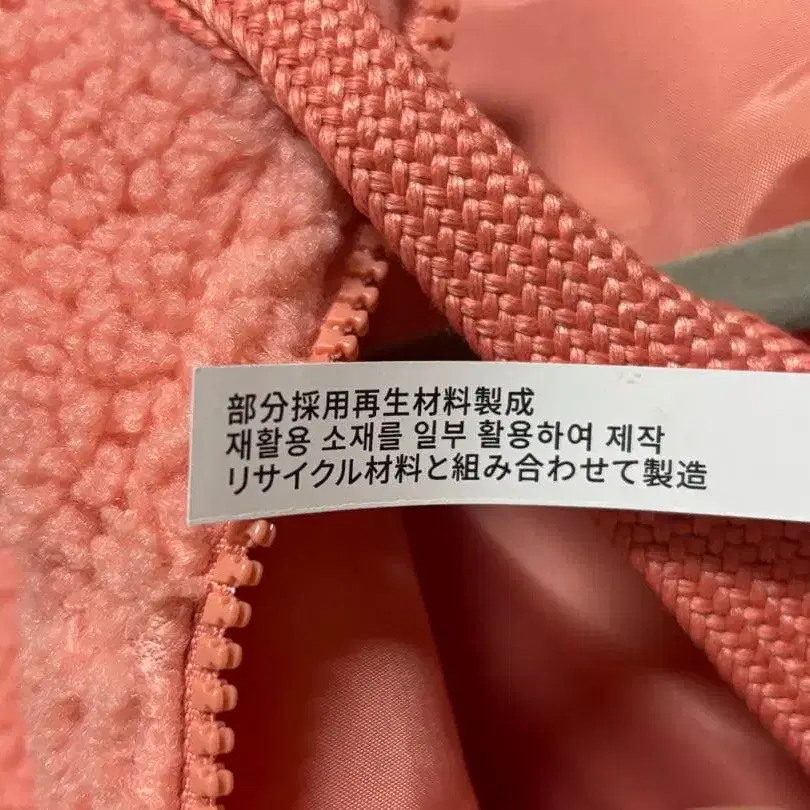 部分採用再生材料製成
재활용 소재를 일부 활용하여 제작
リサイクル材料と組み合わせて製造